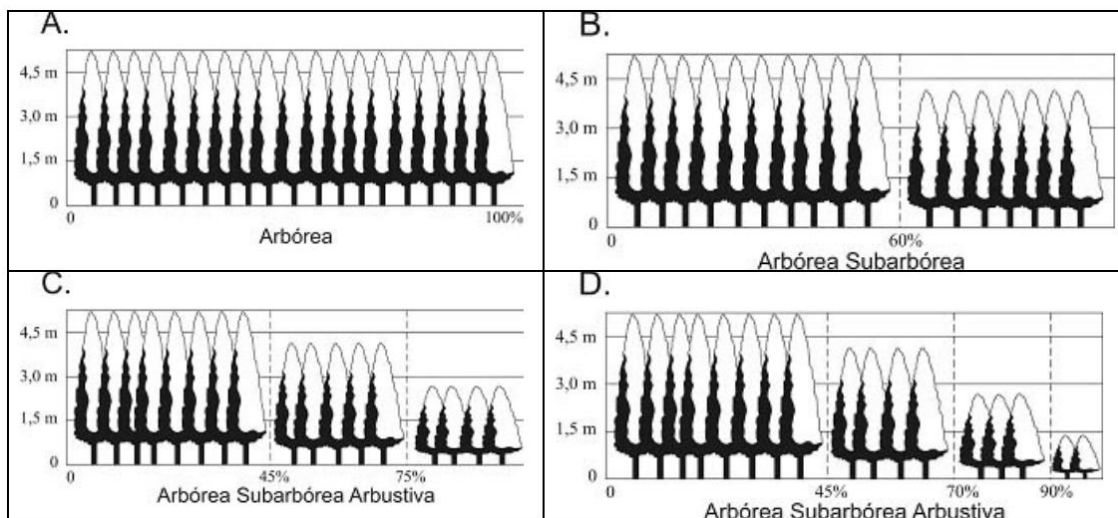 A.
4,5 m
3,0 m
1,5 m
0
0 100%
Arbórea
B.
4,5 m
3,0 m
1,5 m
0
0 60%
Arbórea Subarbórea
C.
4,5 m
3,0 m
1,5 m
0
0 45% 75%
Arbórea Subarbórea Arbustiva
D.
4,5 m
3,0 m
1,5 m
0
0 45% 70% 90%
Arbórea Subarbórea Arbustiva